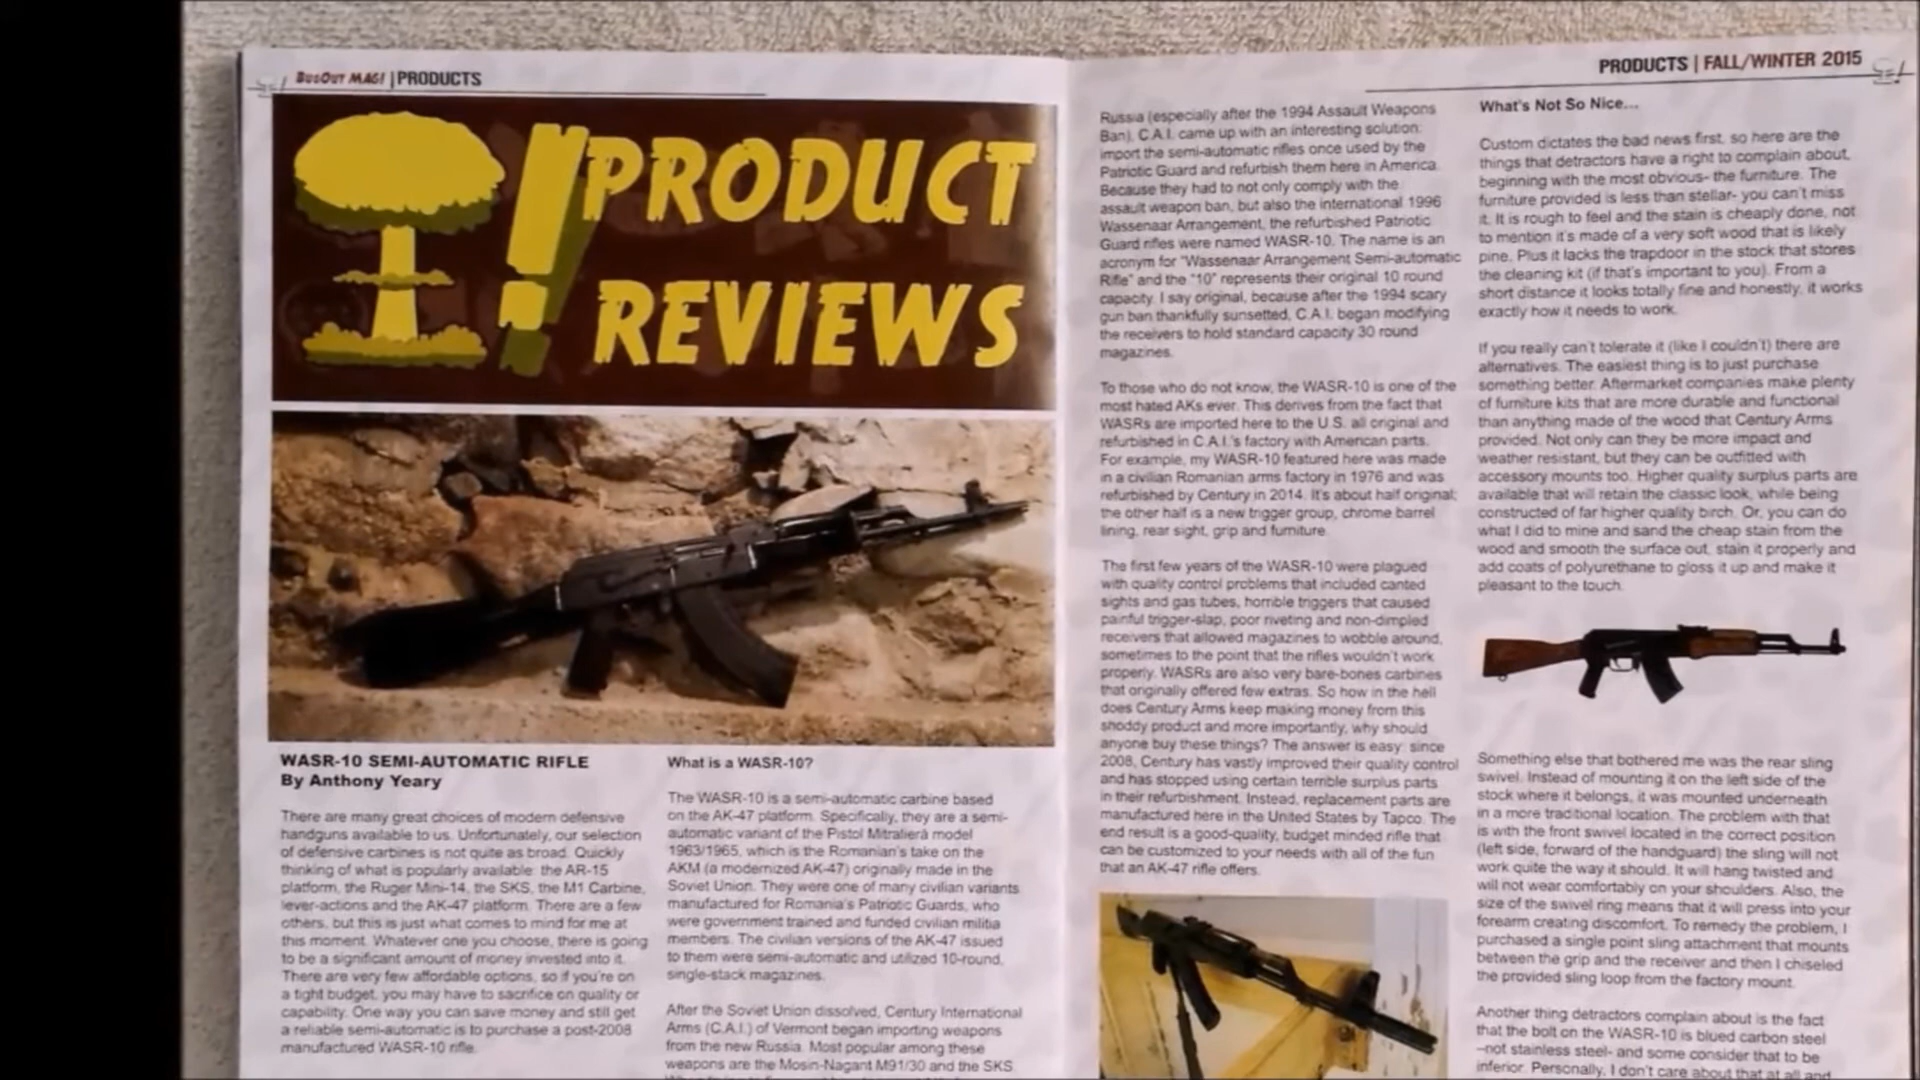 BUGOUT MAG! | PRODUCTS
PRODUCT
REVIEWS
WASR-10 SEMI-AUTOMATIC RIFLE
By Anthony Yeary
There are many great choices of modern defensive
handguns available to us. Unfortunately, our selection
of defensive carbines is not quite as broad. Quickly
thinking of what is popularly available: the AR-15
platform, the Ruger Mini-14, the SKS, the M1 Carbine,
lever-actions and the AK-47 platform. There are a few
others, but this is just what comes to mind for me at
this moment. Whatever one you choose, there is going
to be a significant amount of money invested into it.
There are very few affordable options, so if you're on
a tight budget, you may have to sacrifice on quality or
capability. One way you can save money and still get
a reliable semi-automatic is to purchase a post-2008
manufactured WASR-10 rifle.
What is a WASR-10?
The WASR-10 is a semi-automatic carbine based
on the AK-47 platform. Specifically, they are a semi-
automatic variant of the Pistol Mitralieră model
1963/1965, which is the Romanian's take on the
AKM (a modernized AK-47) originally made in the
Soviet Union. They were one of many civilian variants
manufactured for Romania's Patriotic Guards, who
were government trained and funded civilian militia
members. The civilian versions of the AK-47 issued
to them were semi-automatic and utilized 10-round,
single-stack magazines.
After the Soviet Union dissolved, Century International
Arms (C.A.I.) of Vermont began importing weapons
from the new Russia. Most popular among these
weapons are the Mosin-Nagant M91/30 and the SKS
PRODUCTS | FALL/WINTER 2015
Russia (especially after the 1994 Assault Weapons
Ban). C.A.I. came up with an interesting solution:
import the semi-automatic rifles once used by the
Patriotic Guard and refurbish them here in America.
Because they had to not only comply with the
assault weapon ban, but also the international 1996
Wassenaar Arrangement, the refurbished Patriotic
Guard rifles were named WASR-10. The name is an
acronym for "Wassenaar Arrangement Semi-automatic
Rifle" and the "10" represents their original 10 round
capacity. I say original, because after the 1994 scary
gun ban thankfully sunsetted, C.A.I. began modifying
the receivers to hold standard capacity 30 round
magazines.
To those who do not know, the WASR-10 is one of the
most hated AKs ever. This derives from the fact that
WASRs are imported here to the U.S. all original and
refurbished in C.A.I.'s factory with American parts.
For example, my WASR-10 featured here was made
in a civilian Romanian arms factory in 1976 and was
refurbished by Century in 2014. It's about half original;
the other half is a new trigger group, chrome barrel
lining, rear sight, grip and furniture.
The first few years of the WASR-10 were plagued
with quality control problems that included canted
sights and gas tubes, horrible triggers that caused
painful trigger-slap, poor riveting and non-dimpled
receivers that allowed magazines to wobble around,
sometimes to the point that the rifles wouldn't work
properly. WASRs are also very bare-bones carbines
that originally offered few extras. So how in the hell
does Century Arms keep making money from this
shoddy product and more importantly, why should
anyone buy these things? The answer is easy: since
2008, Century has vastly improved their quality control
and has stopped using certain terrible surplus parts
in their refurbishment. Instead, replacement parts are
manufactured here in the United States by Tapco. The
end result is a good-quality, budget minded rifle that
can be customized to your needs with all of the fun
that an AK-47 rifle offers.
What's Not So Nice...
Custom dictates the bad news first, so here are the
things that detractors have a right to complain about,
beginning with the most obvious- the furniture. The
furniture provided is less than stellar- you can't miss
it. It is rough to feel and the stain is cheaply done, not
to mention it's made of a very soft wood that is likely
pine. Plus it lacks the trapdoor in the stock that stores
the cleaning kit (if that's important to you). From a
short distance it looks totally fine and honestly, it works
exactly how it needs to work.
If you really can't tolerate it (like I couldn't) there are
alternatives. The easiest thing is to just purchase
something better. Aftermarket companies make plenty
of furniture kits that are more durable and functional
than anything made of the wood that Century Arms
provided. Not only can they be more impact and
weather resistant, but they can be outfitted with
accessory mounts too. Higher quality surplus parts are
available that will retain the classic look, while being
constructed of far higher quality birch. Or, you can do
what I did to mine and sand the cheap stain from the
wood and smooth the surface out, stain it properly and
add coats of polyurethane to gloss it up and make it
pleasant to the touch.
Something else that bothered me was the rear sling
swivel. Instead of mounting it on the left side of the
stock where it belongs, it was mounted underneath
in a more traditional location. The problem with that
is with the front swivel located in the correct position
(left side, forward of the handguard) the sling will not
work quite the way it should. It will hang twisted and
will not wear comfortably on your shoulders. Also, the
size of the swivel ring means that it will press into your
forearm creating discomfort. To remedy the problem, I
purchased a single point sling attachment that mounts
between the grip and the receiver and then I chiseled
the provided sling loop from the factory mount.
Another thing detractors complain about is the fact
that the bolt on the WASR-10 is blued carbon steel
–not stainless steel- and some consider that to be
inferior. Personally, I don't care about that at all and